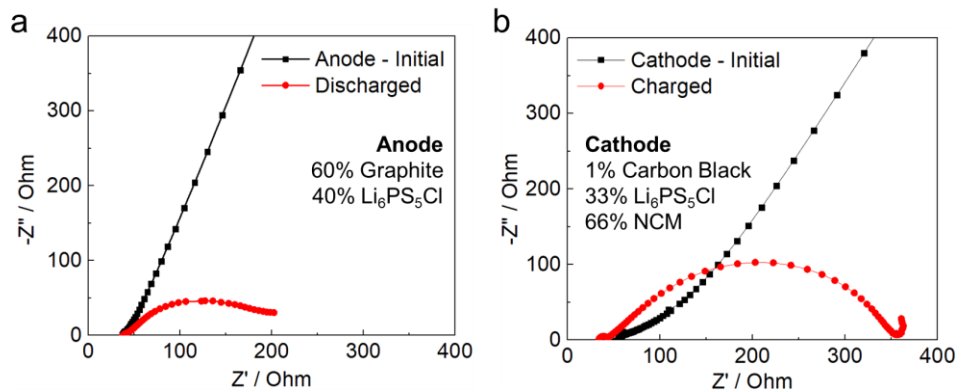 a
400
300
200
100
0
-Z'' / Ohm
0 100 200 300 400
Z' / Ohm
Anode - Initial
Discharged
Anode
60% Graphite
40% Li₆PS₅Cl
b
400
300
200
100
0
-Z'' / Ohm
0 100 200 300 400
Z' / Ohm
Cathode - Initial
Charged
Cathode
1% Carbon Black
33% Li₆PS₅Cl
66% NCM